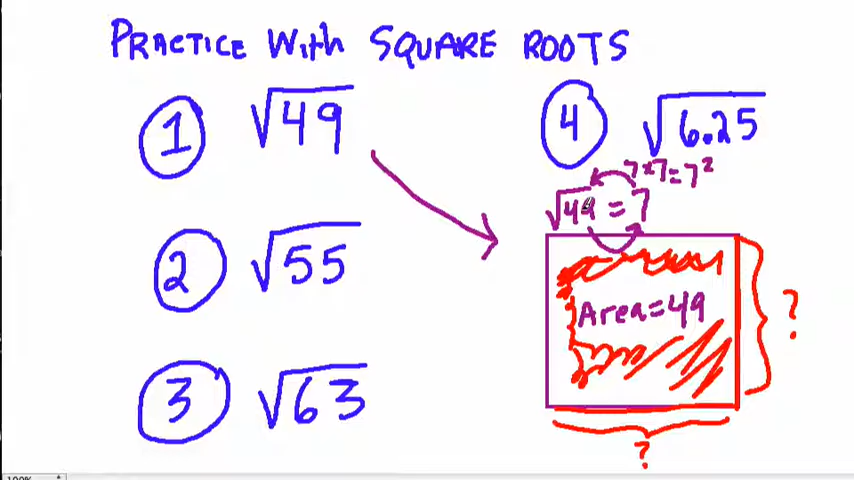 PRACTICE With SQUARE ROOTS
1 √49
4 √6.25
7×7=7²
√49 = 7
2 √55
Area=49
?
3 √63
?
100%